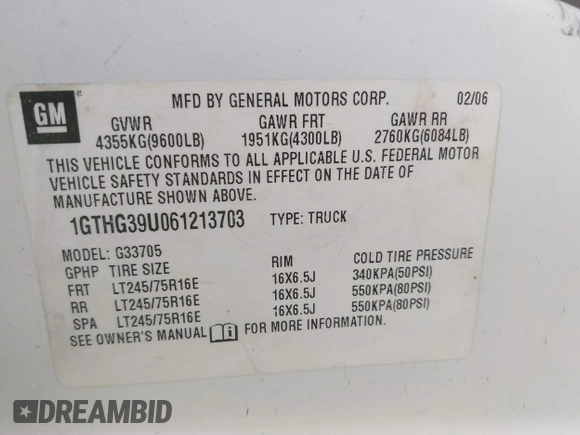 GM
MFD BY GENERAL MOTORS CORP. 02/06
GVWR GAWR FRT GAWR RR
4355KG(9600LB) 1951KG(4300LB) 2760KG(6084LB)
THIS VEHICLE CONFORMS TO ALL APPLICABLE U.S. FEDERAL MOTOR
VEHICLE SAFETY STANDARDS IN EFFECT ON THE DATE OF
MANUFACTURE SHOWN ABOVE.
1GTHG39U061213703 TYPE: TRUCK
MODEL: G33705
GPHP TIRE SIZE RIM COLD TIRE PRESSURE
FRT LT245/75R16E 16X6.5J 340KPA(50PSI)
RR LT245/75R16E 16X6.5J 550KPA(80PSI)
SPA LT245/75R16E 16X6.5J 550KPA(80PSI)
SEE OWNER'S MANUAL i FOR MORE INFORMATION.
DREAMBID